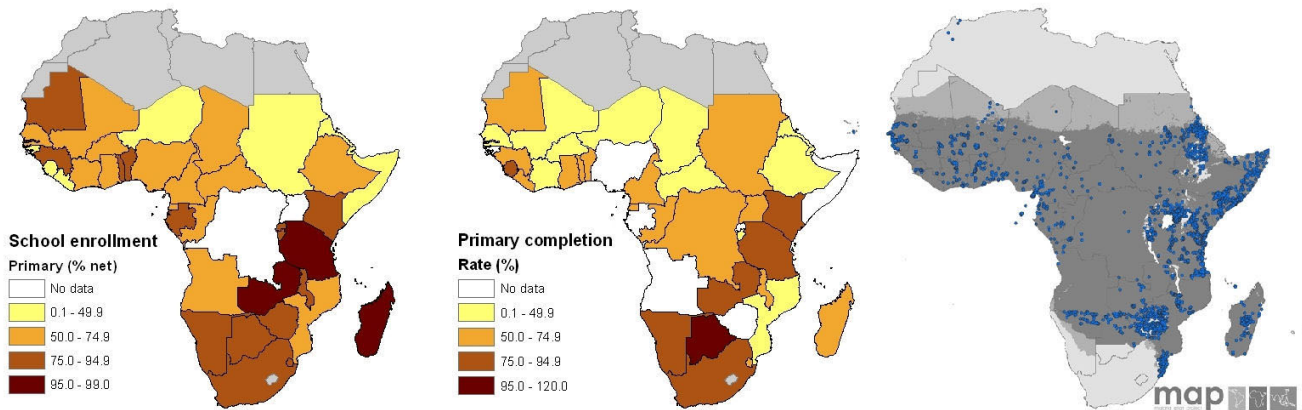 School enrollment
Primary (% net)
No data
0.1 - 49.9
50.0 - 74.9
75.0 - 94.9
95.0 - 99.0
Primary completion
Rate (%)
No data
0.1 - 49.9
50.0 - 74.9
75.0 - 94.9
95.0 - 120.0
map